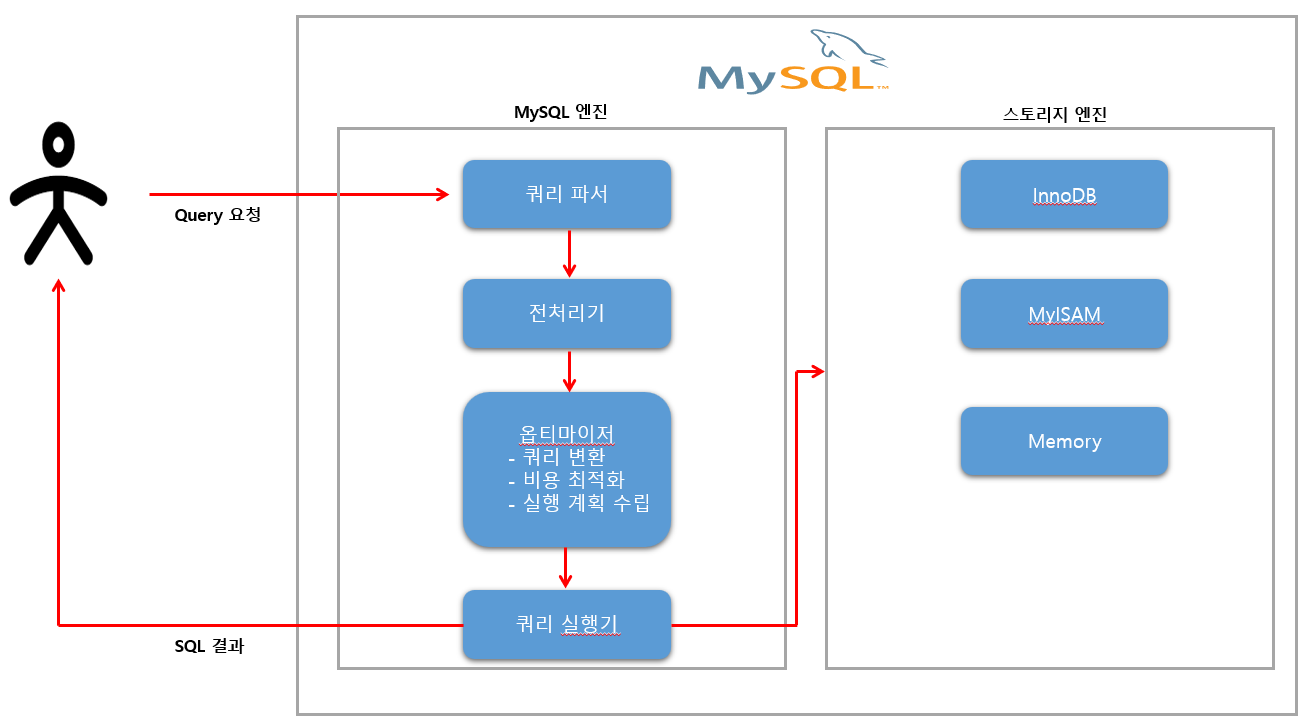 MySQL™
MySQL 엔진
스토리지 엔진
쿼리 파서
InnoDB
Query 요청
전처리기
MyISAM
옵티마이저
- 쿼리 변환
- 비용 최적화
- 실행 계획 수립
Memory
쿼리 실행기
SQL 결과